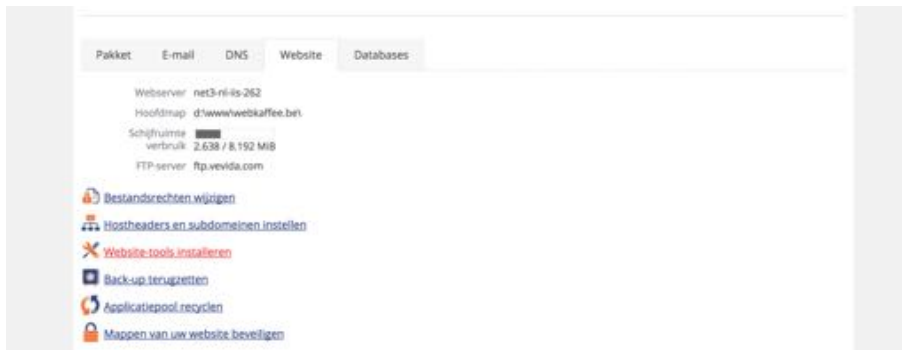 Pakket E-mail DNS Website Databases
Webserver net3-nl-iis-262
Hoofdmap d:\www\webkaffee.be\
Schijfruimte
verbruik 2.638 / 8.192 MiB
FTP-server ftp.vevida.com
Bestandsrechten wijzigen
Hostheaders en subdomeinen instellen
Website-tools installeren
Back-up terugzetten
Applicatiepool recyclen
Mappen van uw website beveiligen